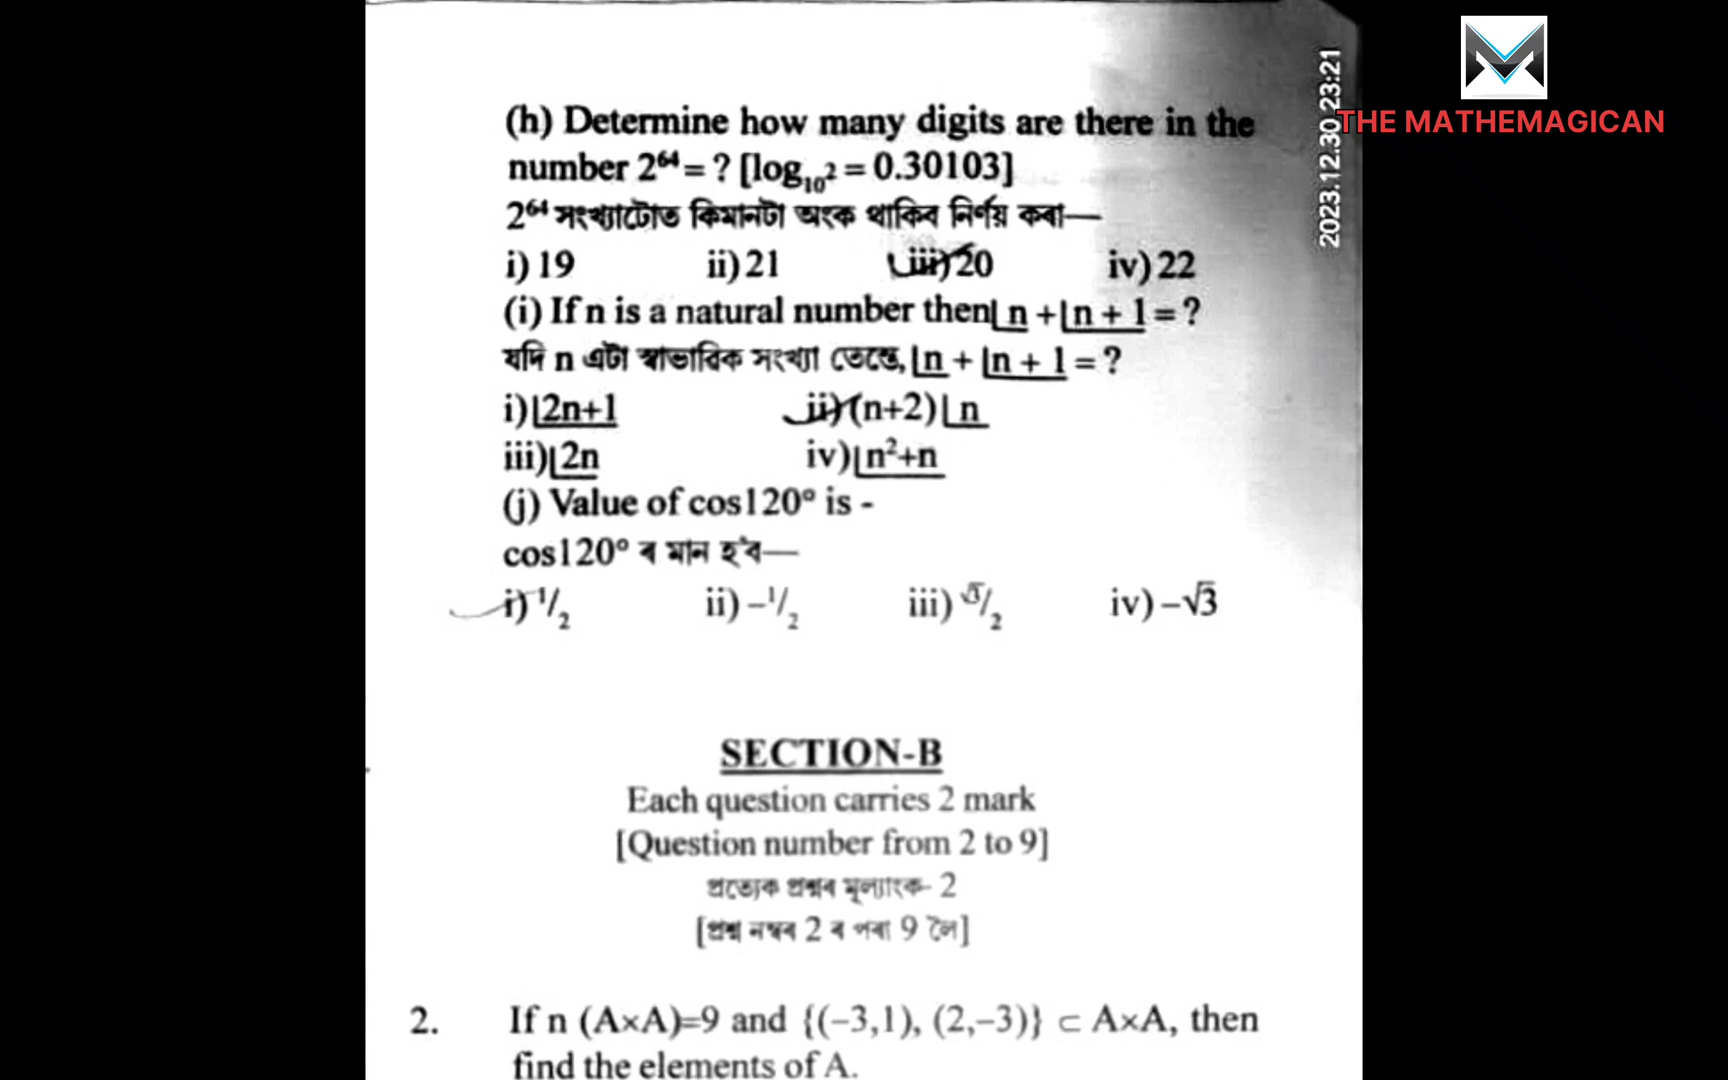 (h) Determine how many digits are there in the
number 2⁶⁴ = ? [log₁₀² = 0.30103]
2⁶⁴ সংখ্যাটোত কিমানটা অংক থাকিব নিৰ্ণয় কৰা—
i) 19 ii) 21 iii) 20 iv) 22
(i) If n is a natural number then⌊n + ⌊n + 1 = ?
যদি n এটা স্বাভাবিক সংখ্যা তেন্তে, ⌊n + ⌊n + 1 = ?
i)⌊2n+1 ii) (n+2)⌊n
iii)⌊2n iv)⌊n²+n
(j) Value of cos120° is -
cos120° ৰ মান হ'ব—
i) ¹/₂ ii) –¹/₂ iii) √3/₂ iv) –√3
SECTION-B
Each question carries 2 mark
[Question number from 2 to 9]
প্ৰত্যেক প্ৰশ্নৰ মূল্যাংক- 2
[প্ৰশ্ন নম্বৰ 2 ৰ পৰা 9 লৈ]
2. If n (A×A)=9 and {(–3,1), (2,–3)} ⊂ A×A, then
find the elements of A.
2023.12.30 23:21
THE MATHEMAGICAN